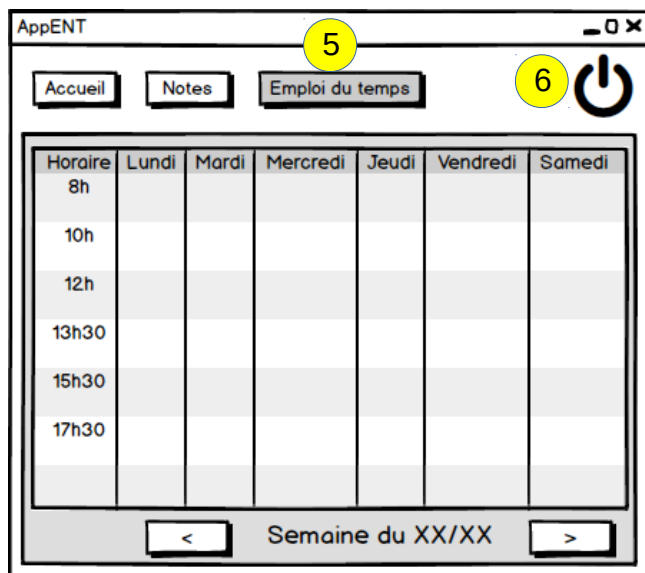 AppENT
5
6
Accueil Notes Emploi du temps
Horaire Lundi Mardi Mercredi Jeudi Vendredi Samedi
8h
10h
12h
13h30
15h30
17h30
< Semaine du XX/XX >